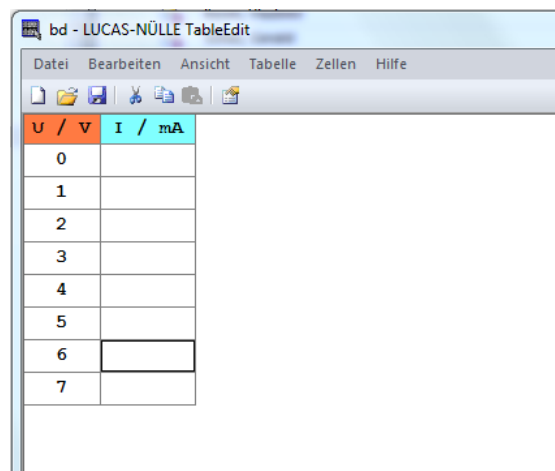 bd - LUCAS-NÜLLE TableEdit
Datei Bearbeiten Ansicht Tabelle Zellen Hilfe
U / V I / mA
0
1
2
3
4
5
6
7